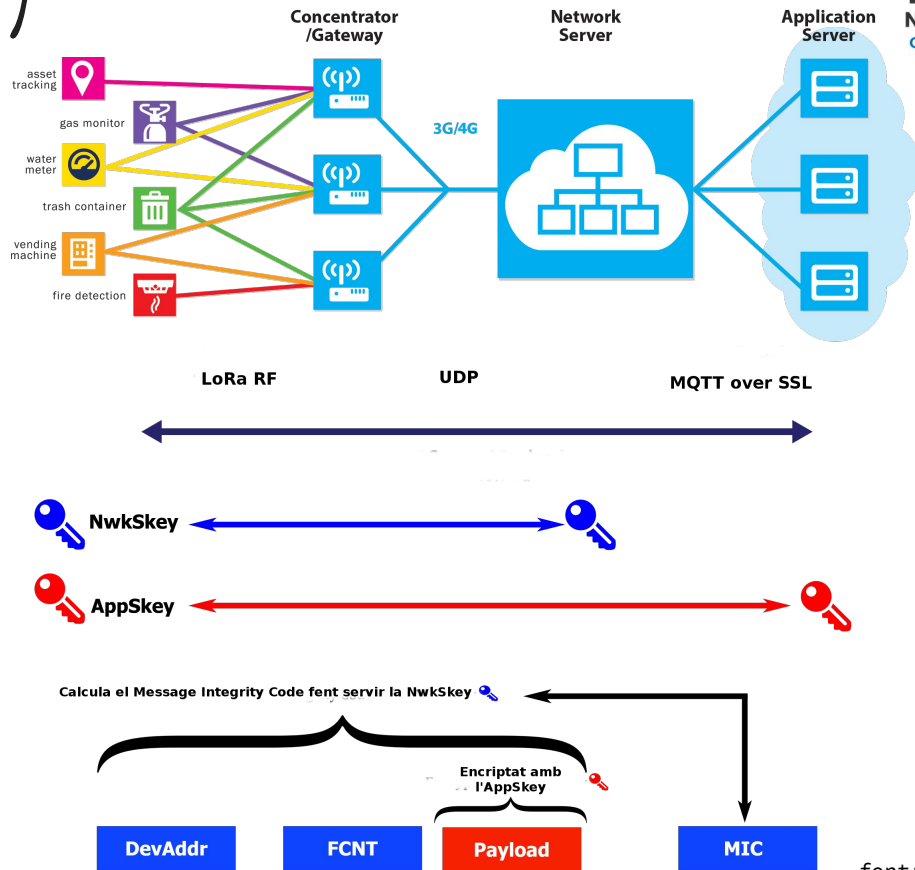 Concentrator
/Gateway
Network
Server
Application
Server
asset
tracking
gas monitor
water
meter
trash container
vending
machine
fire detection
3G/4G
LoRa RF
UDP
MQTT over SSL
NwkSkey
AppSkey
Calcula el Message Integrity Code fent servir la NwkSkey
Encriptat amb
l'AppSkey
DevAddr
FCNT
Payload
MIC